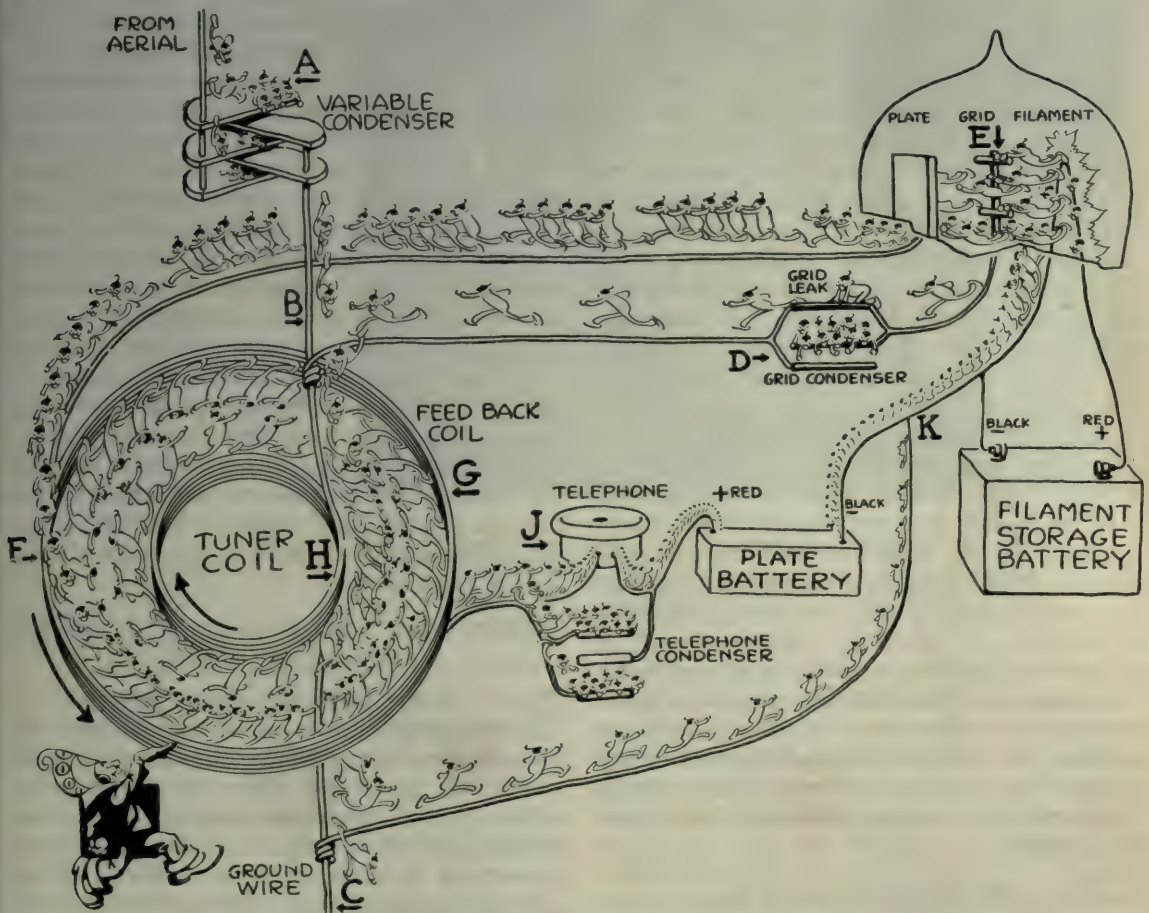 FROM
AERIAL
A
VARIABLE
CONDENSER
PLATE
GRID
FILAMENT
E
B
GRID
LEAK
D
GRID CONDENSER
FEED BACK
COIL
G
K
- BLACK
RED
+
F
TUNER
COIL
H
TELEPHONE
J
+ RED
- BLACK
PLATE
BATTERY
FILAMENT
STORAGE
BATTERY
TELEPHONE
CONDENSER
GROUND
WIRE
C